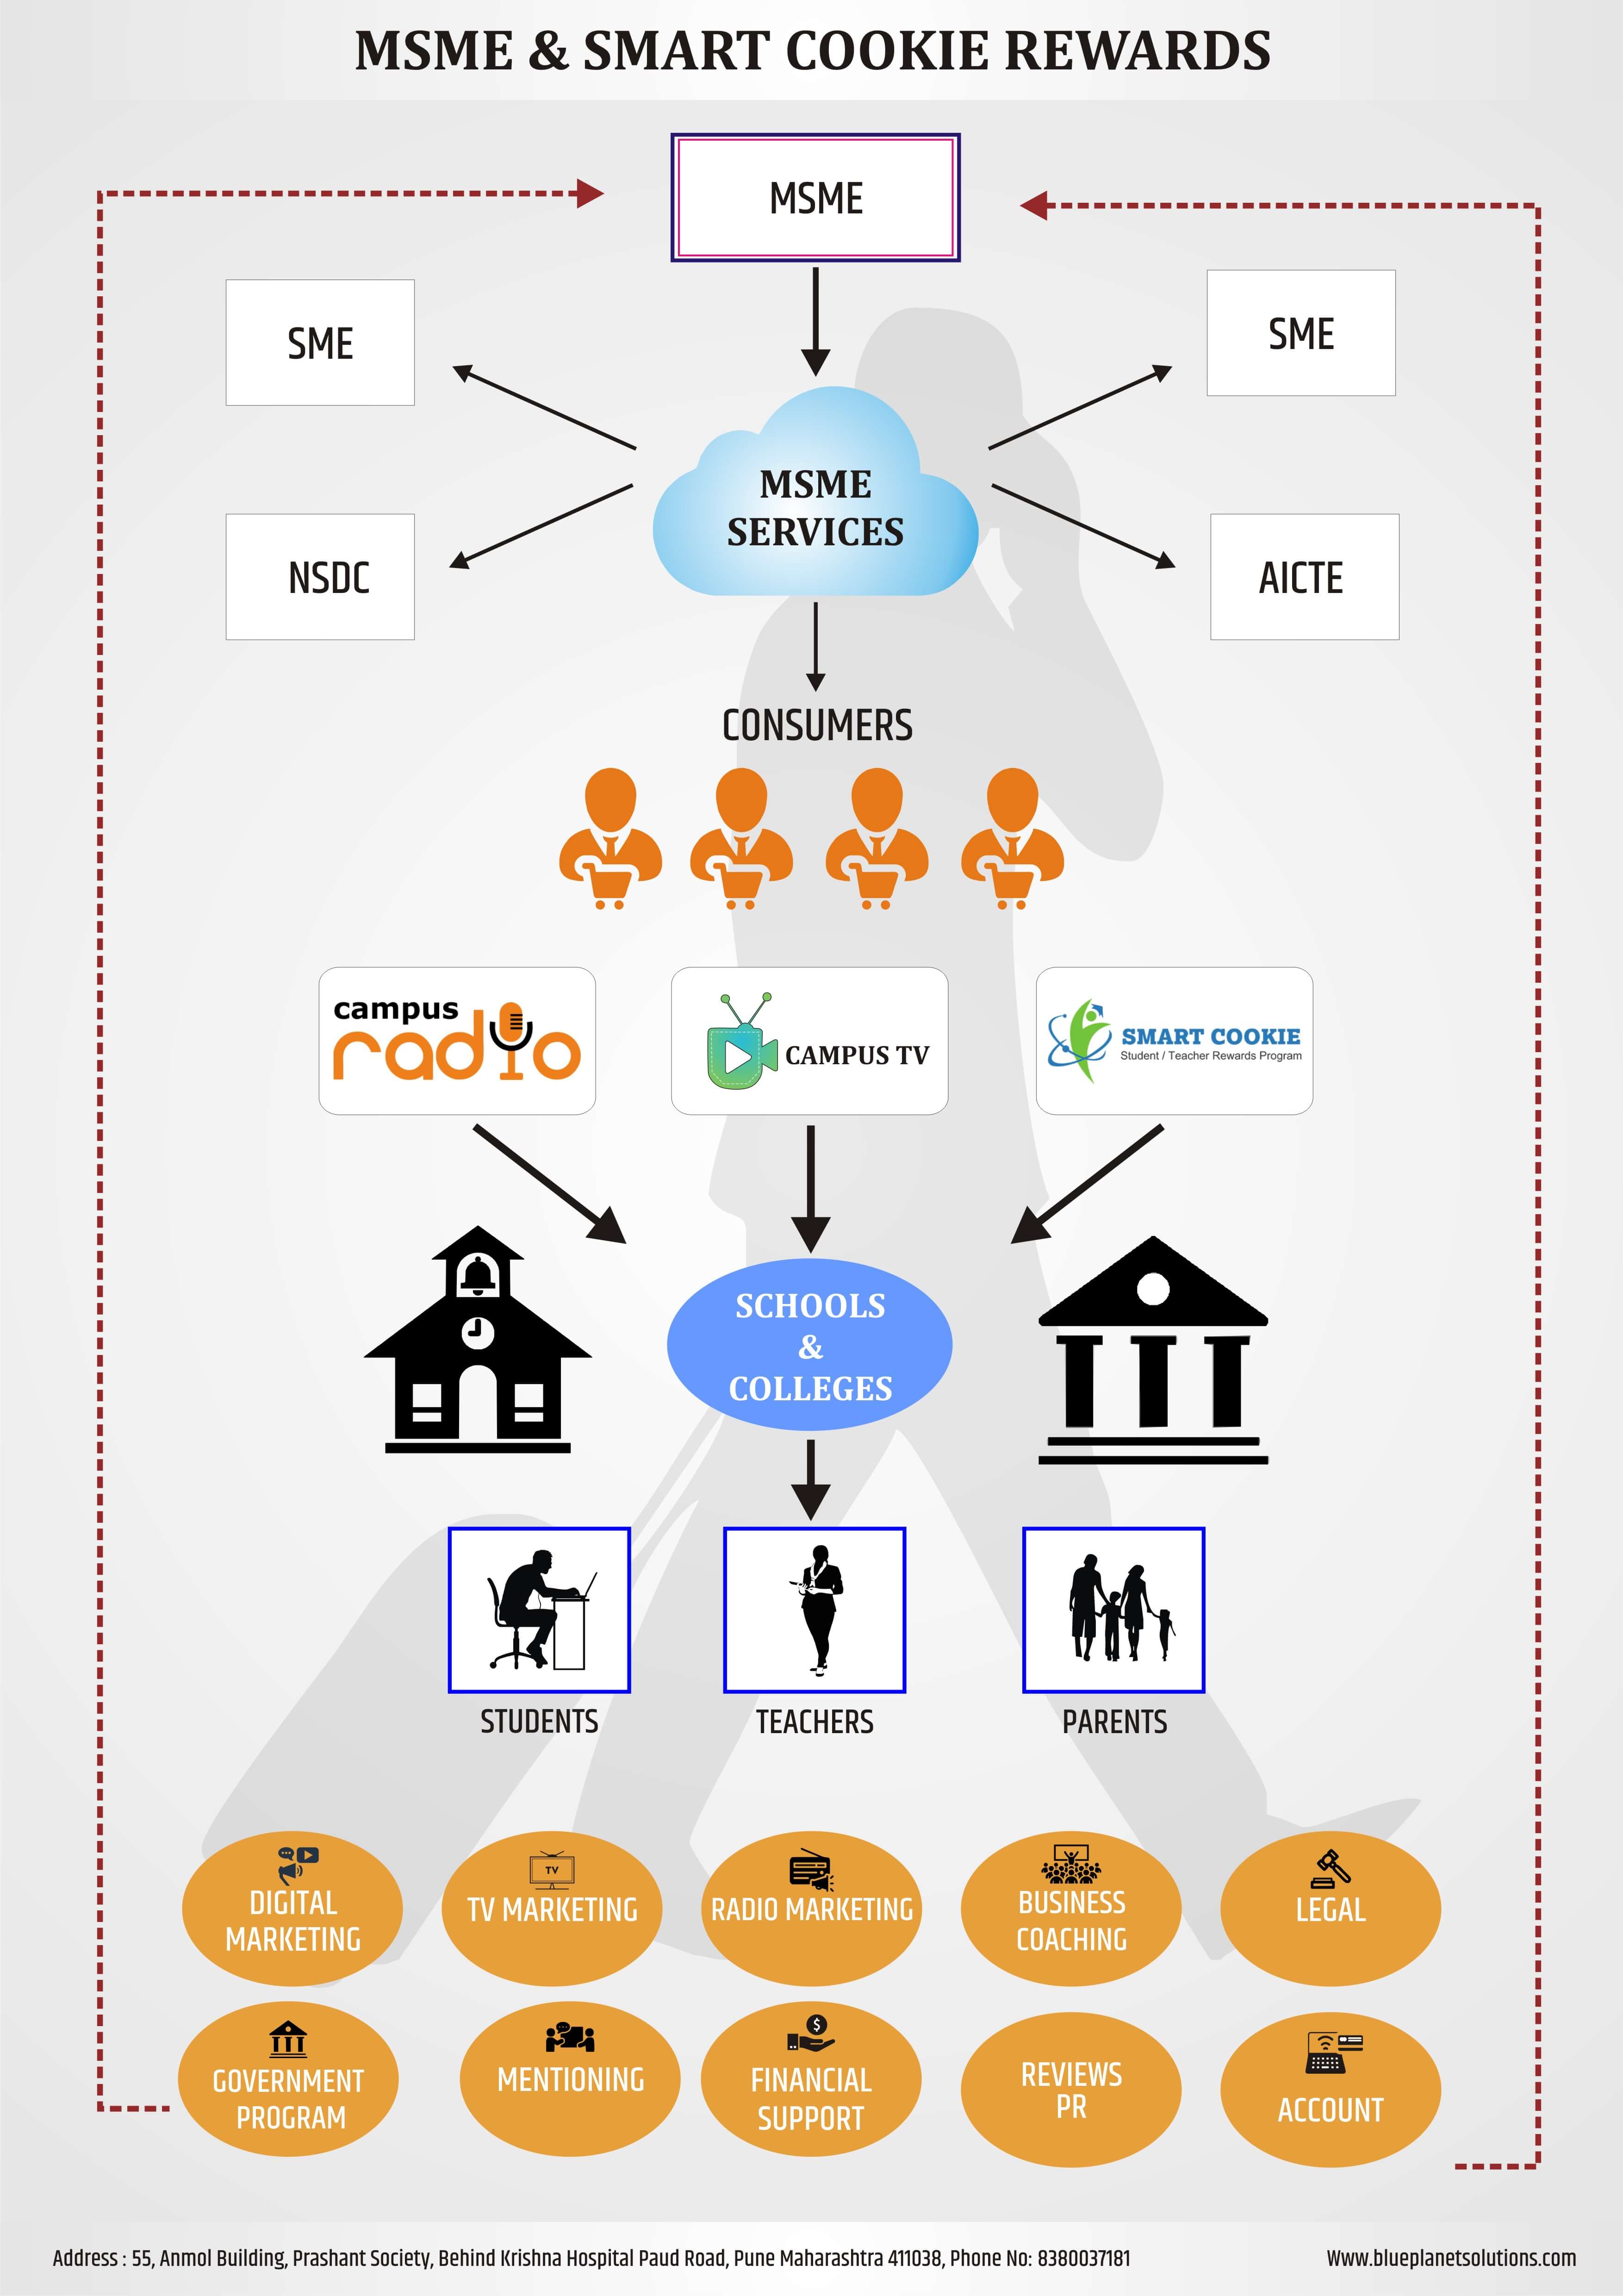 MSME & SMART COOKIE REWARDS
MSME
SME
SME
MSME
SERVICES
NSDC
AICTE
CONSUMERS
campus
radio
CAMPUS TV
SMART COOKIE
Student / Teacher Rewards Program
SCHOOLS
&
COLLEGES
STUDENTS
TEACHERS
PARENTS
DIGITAL
MARKETING
TV
TV MARKETING
RADIO MARKETING
BUSINESS
COACHING
LEGAL
GOVERNMENT
PROGRAM
MENTIONING
$
FINANCIAL
SUPPORT
REVIEWS
PR
ACCOUNT
Address : 55, Anmol Building, Prashant Society, Behind Krishna Hospital Paud Road, Pune Maharashtra 411038, Phone No: 8380037181
Www.blueplanetsolutions.com